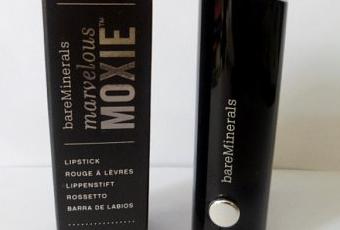 bareMinerals
marvelous
MOXIE™
LIPSTICK
ROUGE À LÈVRES
LIPPENSTIFT
ROSSETTO
BARRA DE LABIOS
bareMinerals